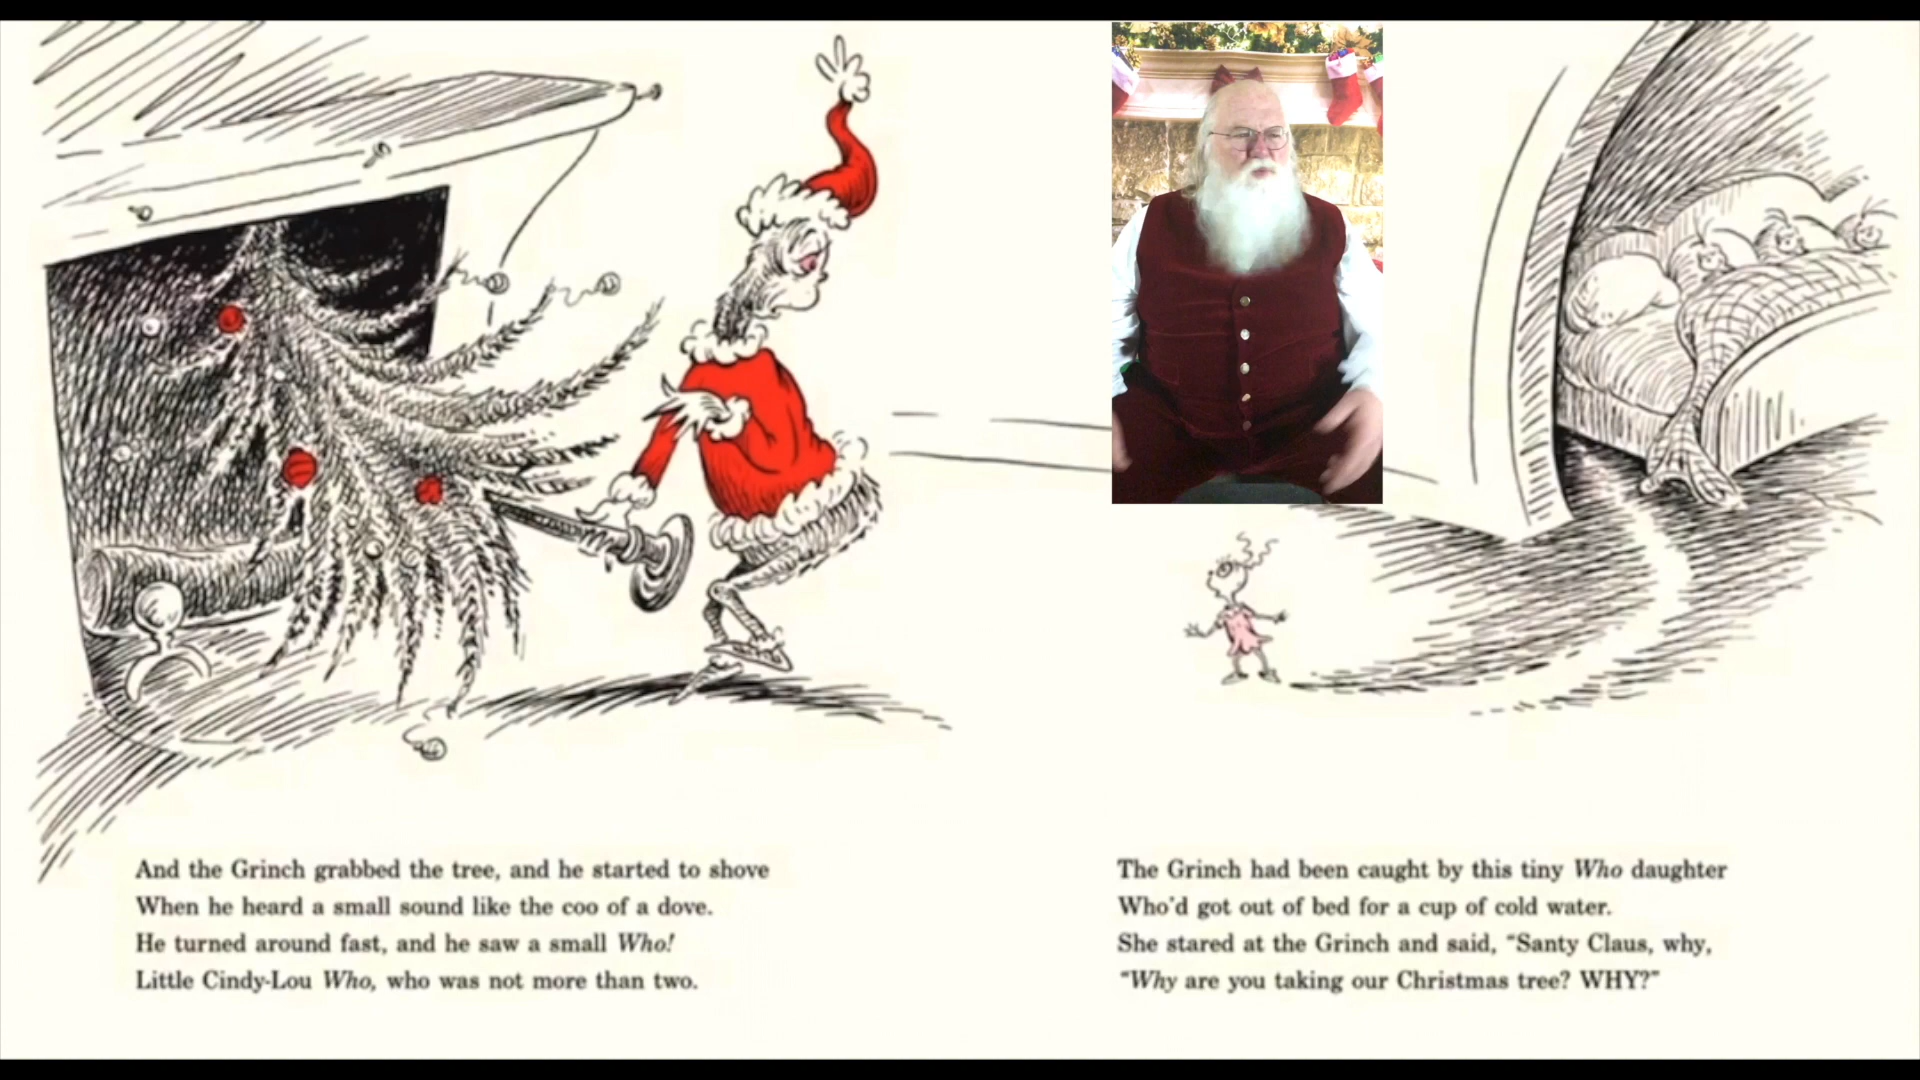 And the Grinch grabbed the tree, and he started to shove
When he heard a small sound like the coo of a dove.
He turned around fast, and he saw a small Who!
Little Cindy-Lou Who, who was not more than two.
The Grinch had been caught by this tiny Who daughter
Who'd got out of bed for a cup of cold water.
She stared at the Grinch and said, "Santy Claus, why,
"Why are you taking our Christmas tree? WHY?"